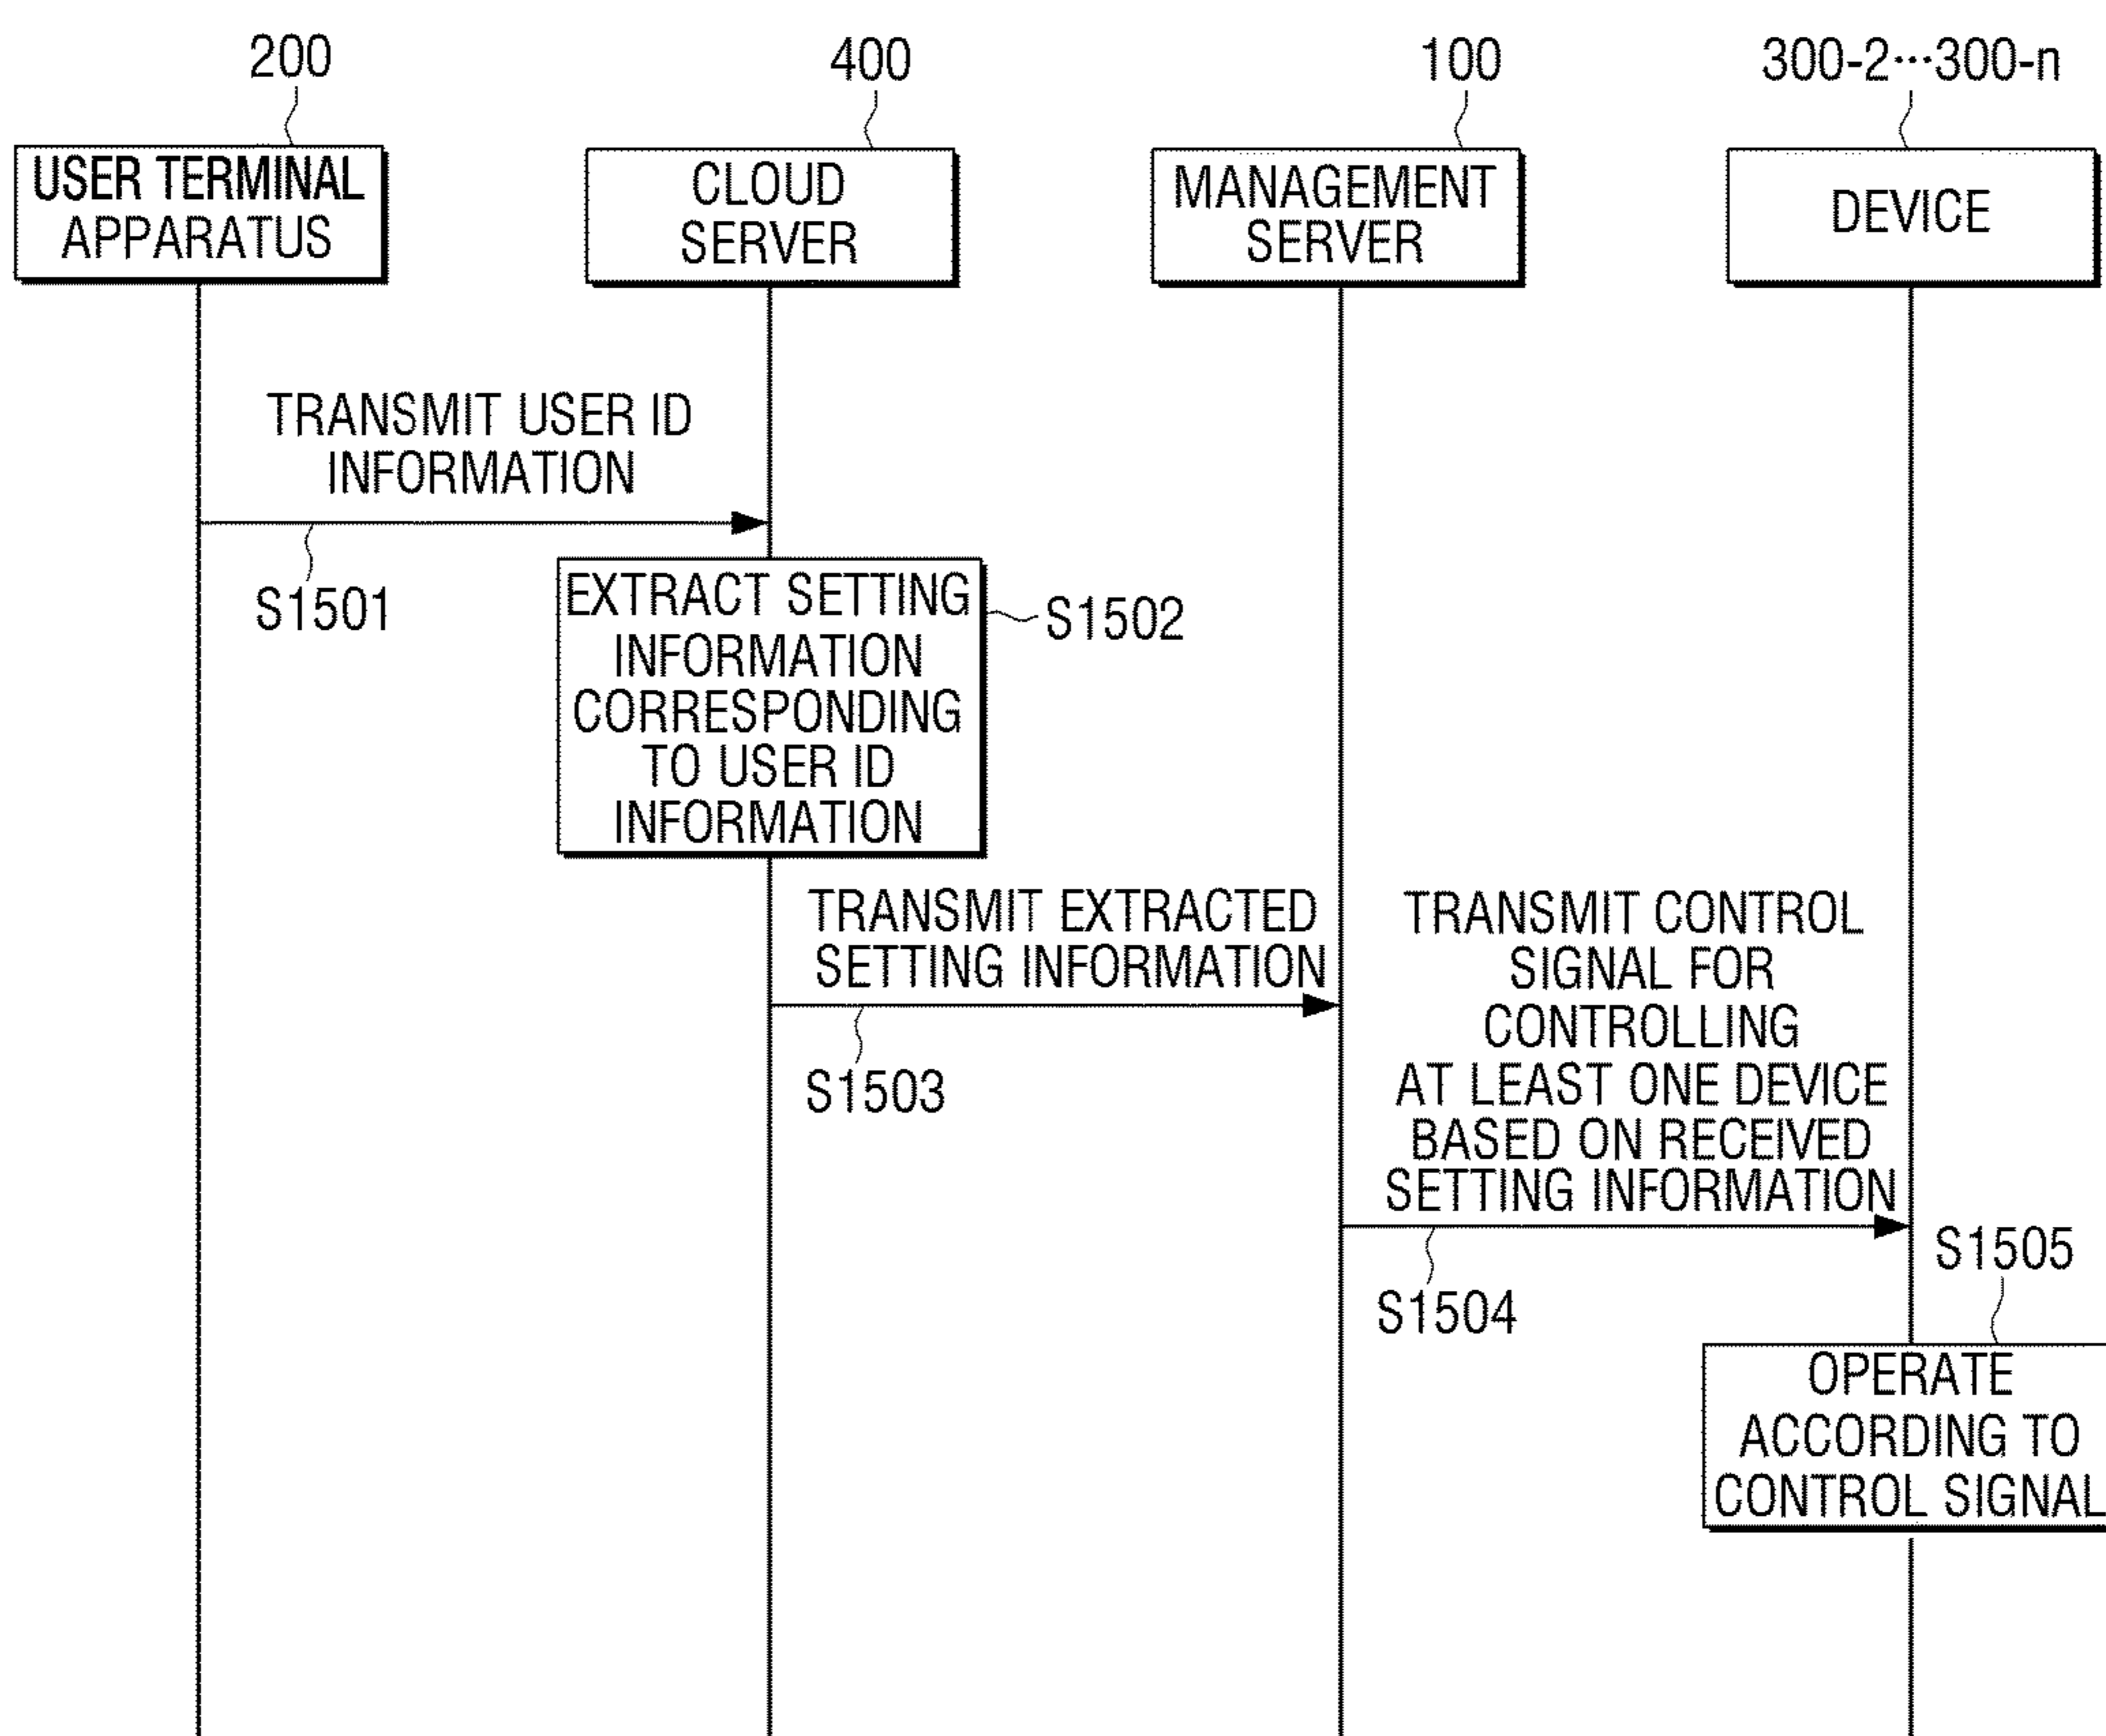 200
400
100
300-2···300-n
USER TERMINAL
APPARATUS
CLOUD
SERVER
MANAGEMENT
SERVER
DEVICE
TRANSMIT USER ID
INFORMATION
S1501
EXTRACT SETTING
INFORMATION
CORRESPONDING
TO USER ID
INFORMATION
S1502
TRANSMIT EXTRACTED
SETTING INFORMATION
S1503
TRANSMIT CONTROL
SIGNAL FOR
CONTROLLING
AT LEAST ONE DEVICE
BASED ON RECEIVED
SETTING INFORMATION
S1504
S1505
OPERATE
ACCORDING TO
CONTROL SIGNAL